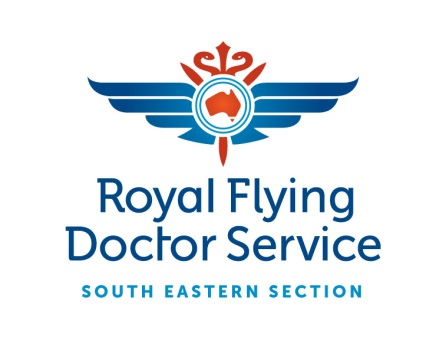 Royal Flying
Doctor Service
SOUTH EASTERN SECTION